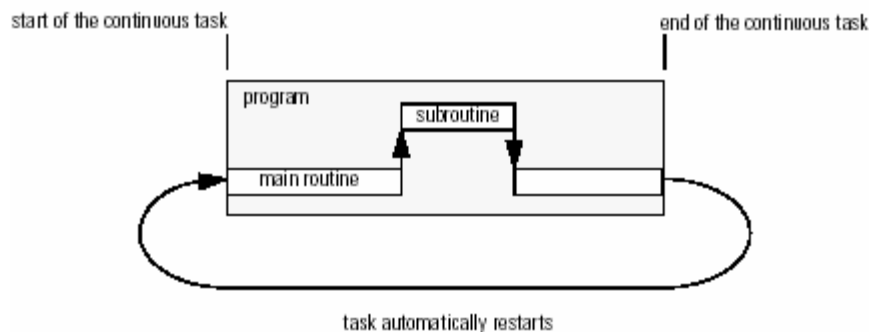 start of the continuous task
end of the continuous task
program
subroutine
main routine
task automatically restarts